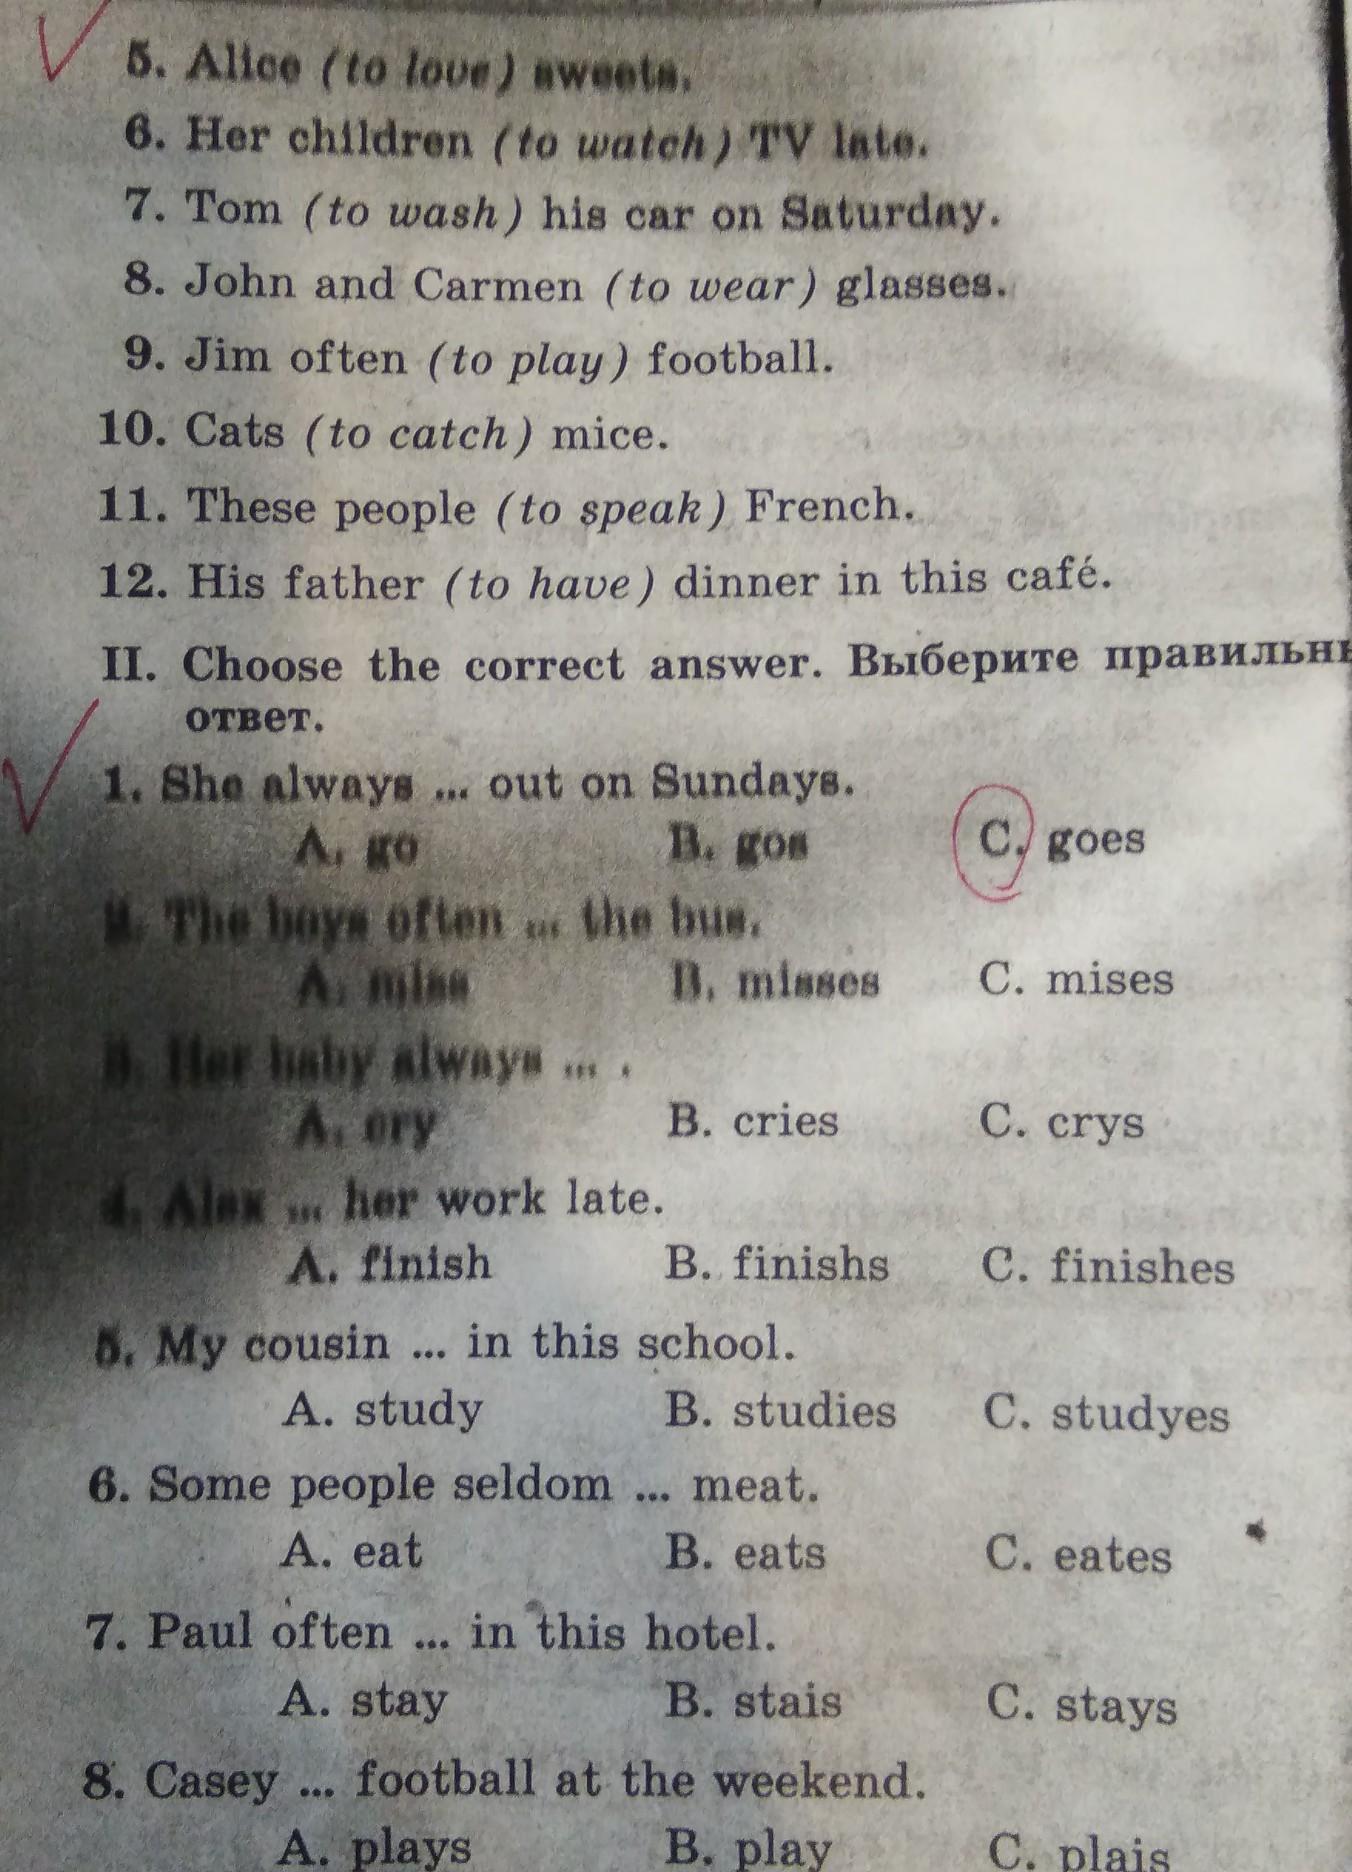 5. Alice (to love) sweets.
6. Her children (to watch) TV late.
7. Tom (to wash) his car on Saturday.
8. John and Carmen (to wear) glasses.
9. Jim often (to play) football.
10. Cats (to catch) mice.
11. These people (to speak) French.
12. His father (to have) dinner in this café.
II. Choose the correct answer. Выберите правильн
ответ.
1. She always ... out on Sundays.
A. go B. gos C. goes
2. The boys often ... the bus.
A. miss B. misses C. mises
3. Her baby always ... .
A. cry B. cries C. crys
4. Alex ... her work late.
A. finish B. finishs C. finishes
5. My cousin ... in this school.
A. study B. studies C. studyes
6. Some people seldom ... meat.
A. eat B. eats C. eates
7. Paul often ... in this hotel.
A. stay B. stais C. stays
8. Casey ... football at the weekend.
A. plays B. play C. plais